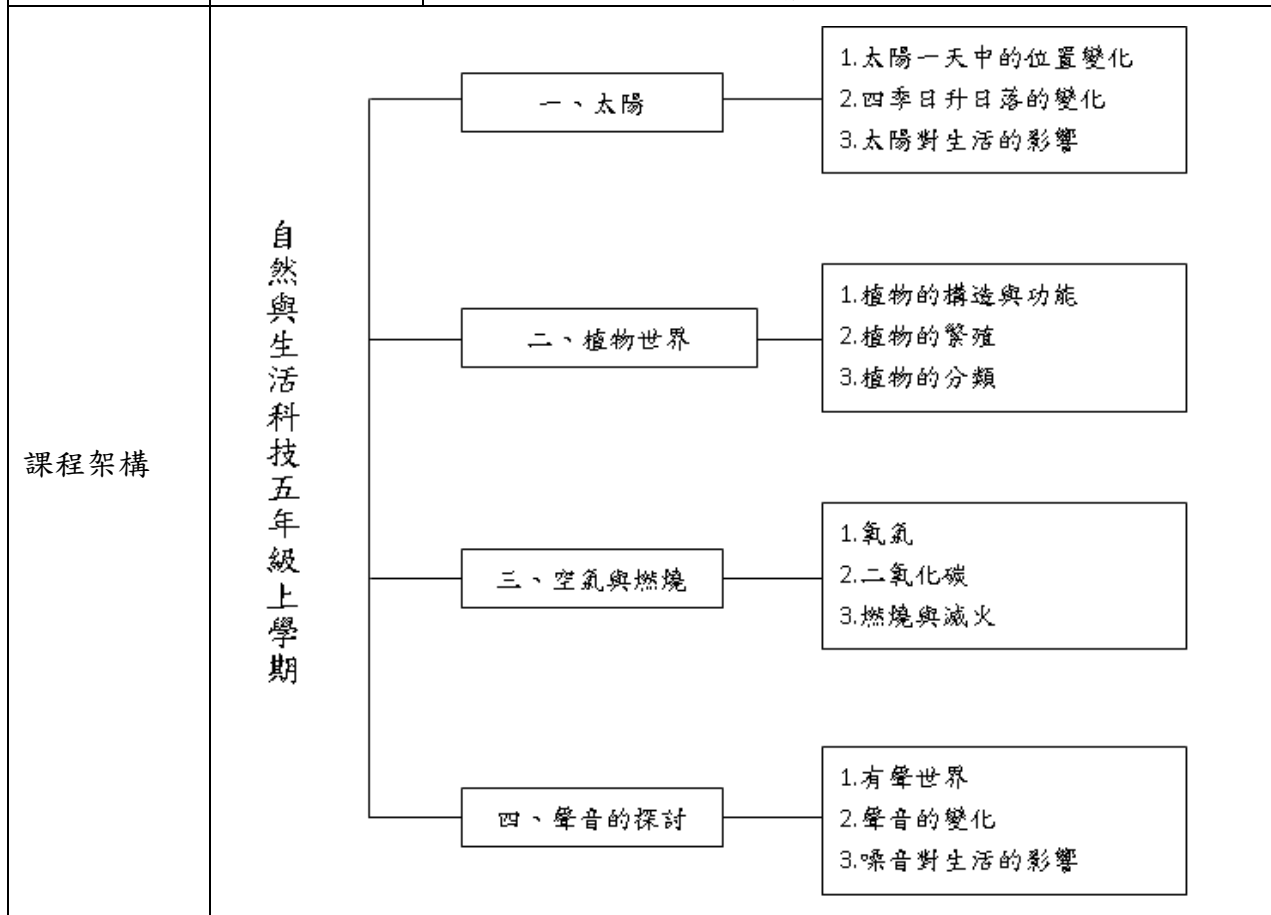 課程架構
自然與生活科技五年級上學期
一、太陽
1.太陽一天中的位置變化
2.四季日升日落的變化
3.太陽對生活的影響
二、植物世界
1.植物的構造與功能
2.植物的繁殖
3.植物的分類
三、空氣與燃燒
1.氧氣
2.二氧化碳
3.燃燒與滅火
四、聲音的探討
1.有聲世界
2.聲音的變化
3.噪音對生活的影響